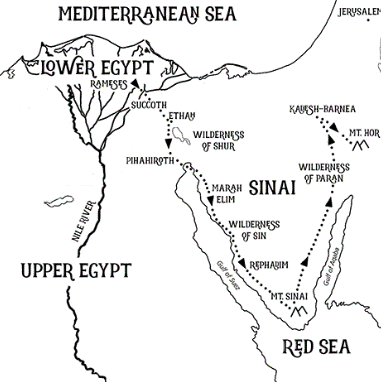 MEDITERRANEAN SEA
JERUSALEM
LOWER EGYPT
RAMESES
SUCCOTH
ETHAM
KADESH-BARNEA
WILDERNESS
OF SHUR
MT. HOR
PIHAHIROTH
WILDERNESS
OF PARAN
MARAH
SINAI
ELIM
NILE RIVER
WILDERNESS
OF SIN
REPHAIM
UPPER EGYPT
Gulf of Suez
Gulf of Aqaba
MT. SINAI
RED SEA